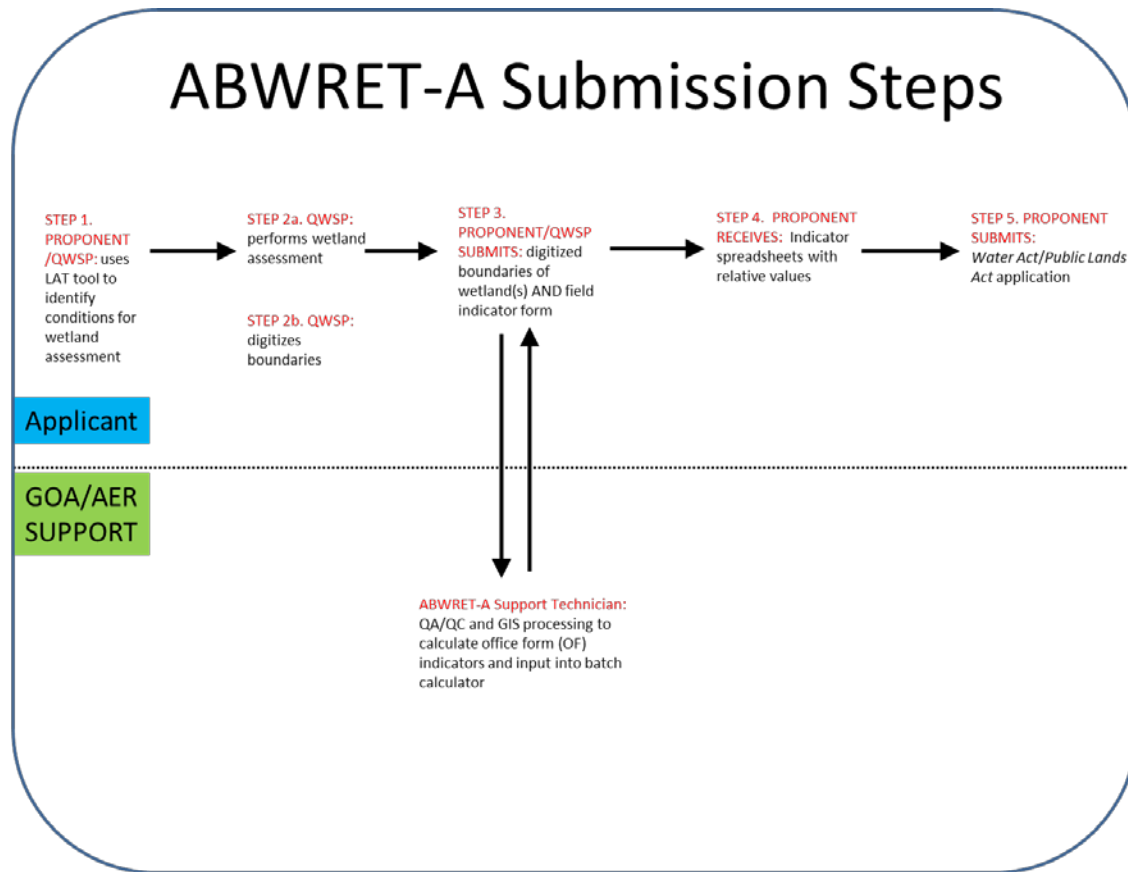 ABWRET-A Submission Steps
STEP 1.
PROPONENT
/QWSP: uses
LAT tool to
identify
conditions for
wetland
assessment
STEP 2a. QWSP:
performs wetland
assessment
STEP 2b. QWSP:
digitizes
boundaries
STEP 3.
PROPONENT/QWSP
SUBMITS: digitized
boundaries of
wetland(s) AND field
indicator form
STEP 4. PROPONENT
RECEIVES: Indicator
spreadsheets with
relative values
STEP 5. PROPONENT
SUBMITS:
Water Act/Public Lands
Act application
Applicant
GOA/AER
SUPPORT
ABWRET-A Support Technician:
QA/QC and GIS processing to
calculate office form (OF)
indicators and input into batch
calculator